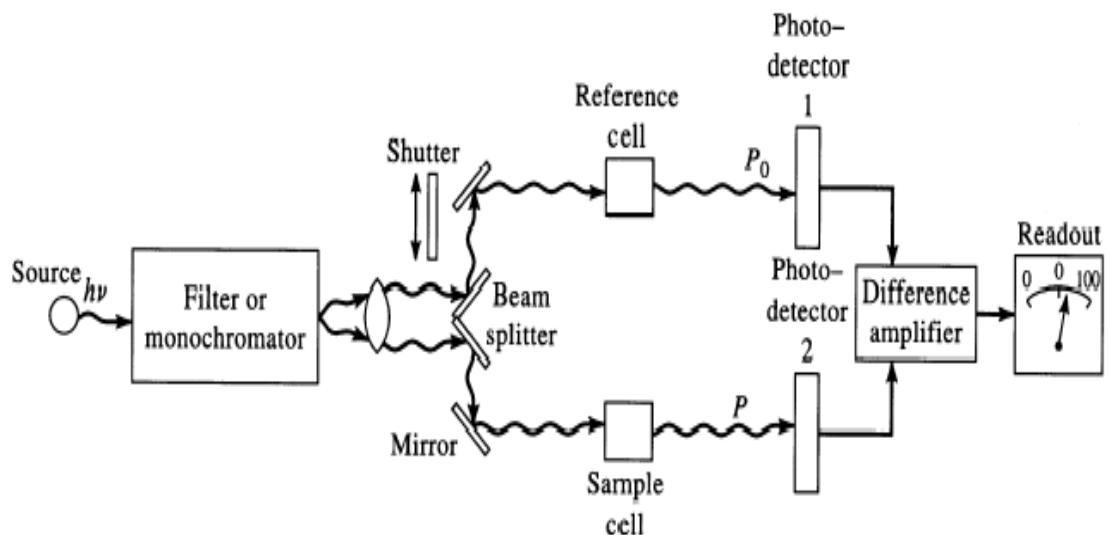 Source
hν
Filter or
monochromator
Shutter
Beam
splitter
Mirror
Reference
cell
P0
Photo–
detector
1
Sample
cell
P
Photo–
detector
2
Difference
amplifier
Readout
0 0 100